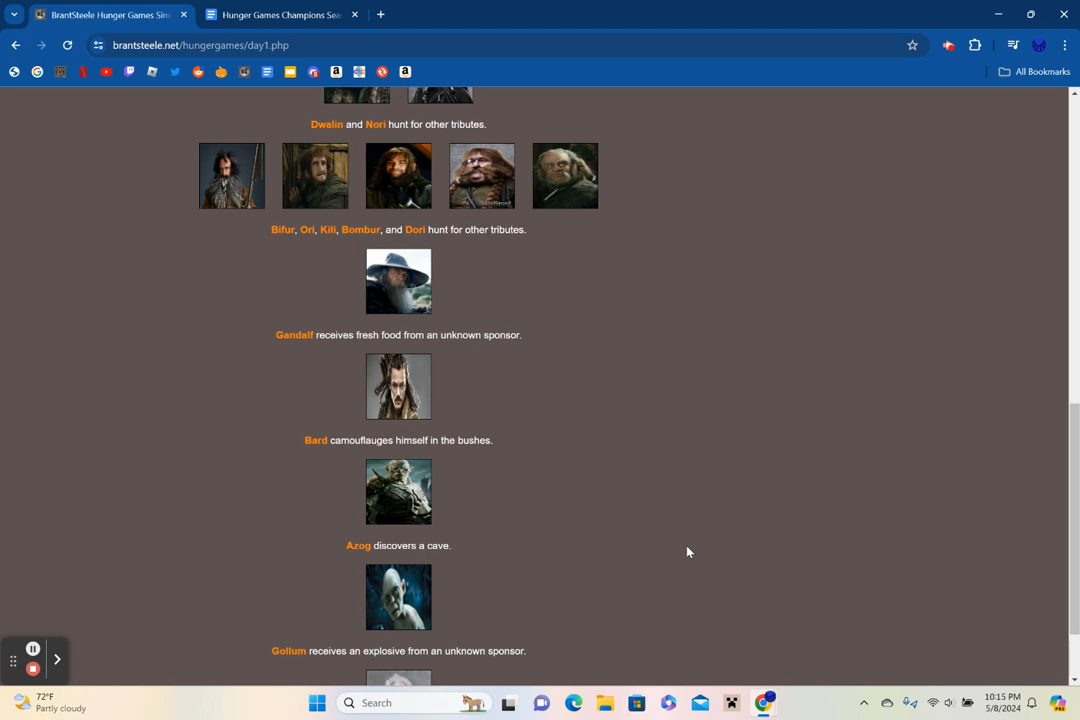 BrantSteele Hunger Games Sim
Hunger Games Champions Sea
brantsteele.net/hungergames/day1.php
All Bookmarks
Dwalin and Nori hunt for other tributes.
Bifur, Ori, Kili, Bombur, and Dori hunt for other tributes.
Gandalf receives fresh food from an unknown sponsor.
Bard camouflauges himself in the bushes.
Azog discovers a cave.
Gollum receives an explosive from an unknown sponsor.
72°F
Partly cloudy
Search
10:15 PM
5/8/2024